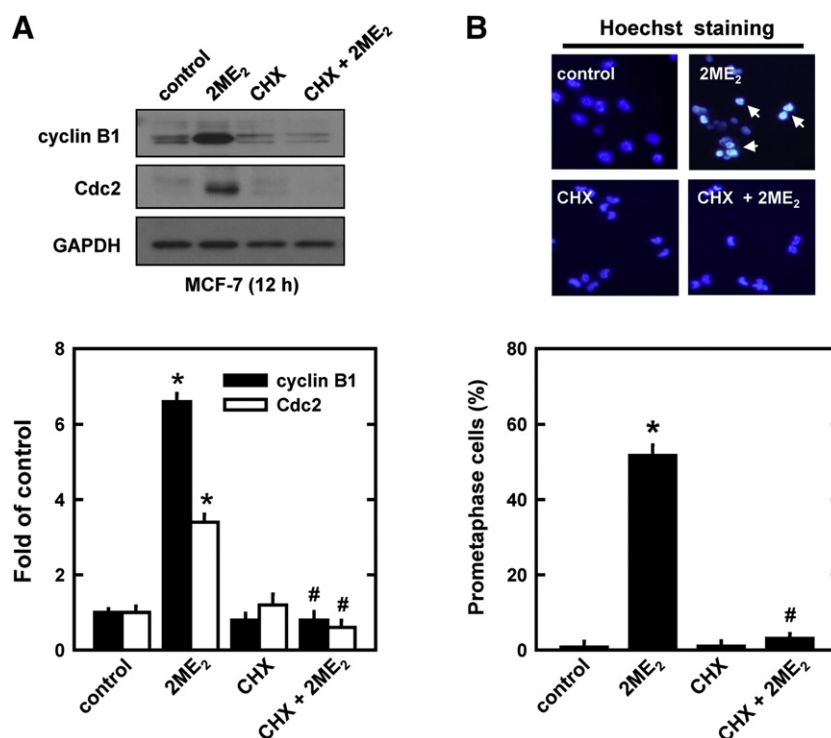 A
control
2ME₂
CHX
CHX + 2ME₂
cyclin B1
Cdc2
GAPDH
MCF-7 (12 h)
Fold of control
8
6
4
2
0
*
*
#
#
cyclin B1
Cdc2
control
2ME₂
CHX
CHX + 2ME₂
B
Hoechst staining
control
2ME₂
CHX
CHX + 2ME₂
Prometaphase cells (%)
80
60
40
20
0
*
#
control
2ME₂
CHX
CHX + 2ME₂